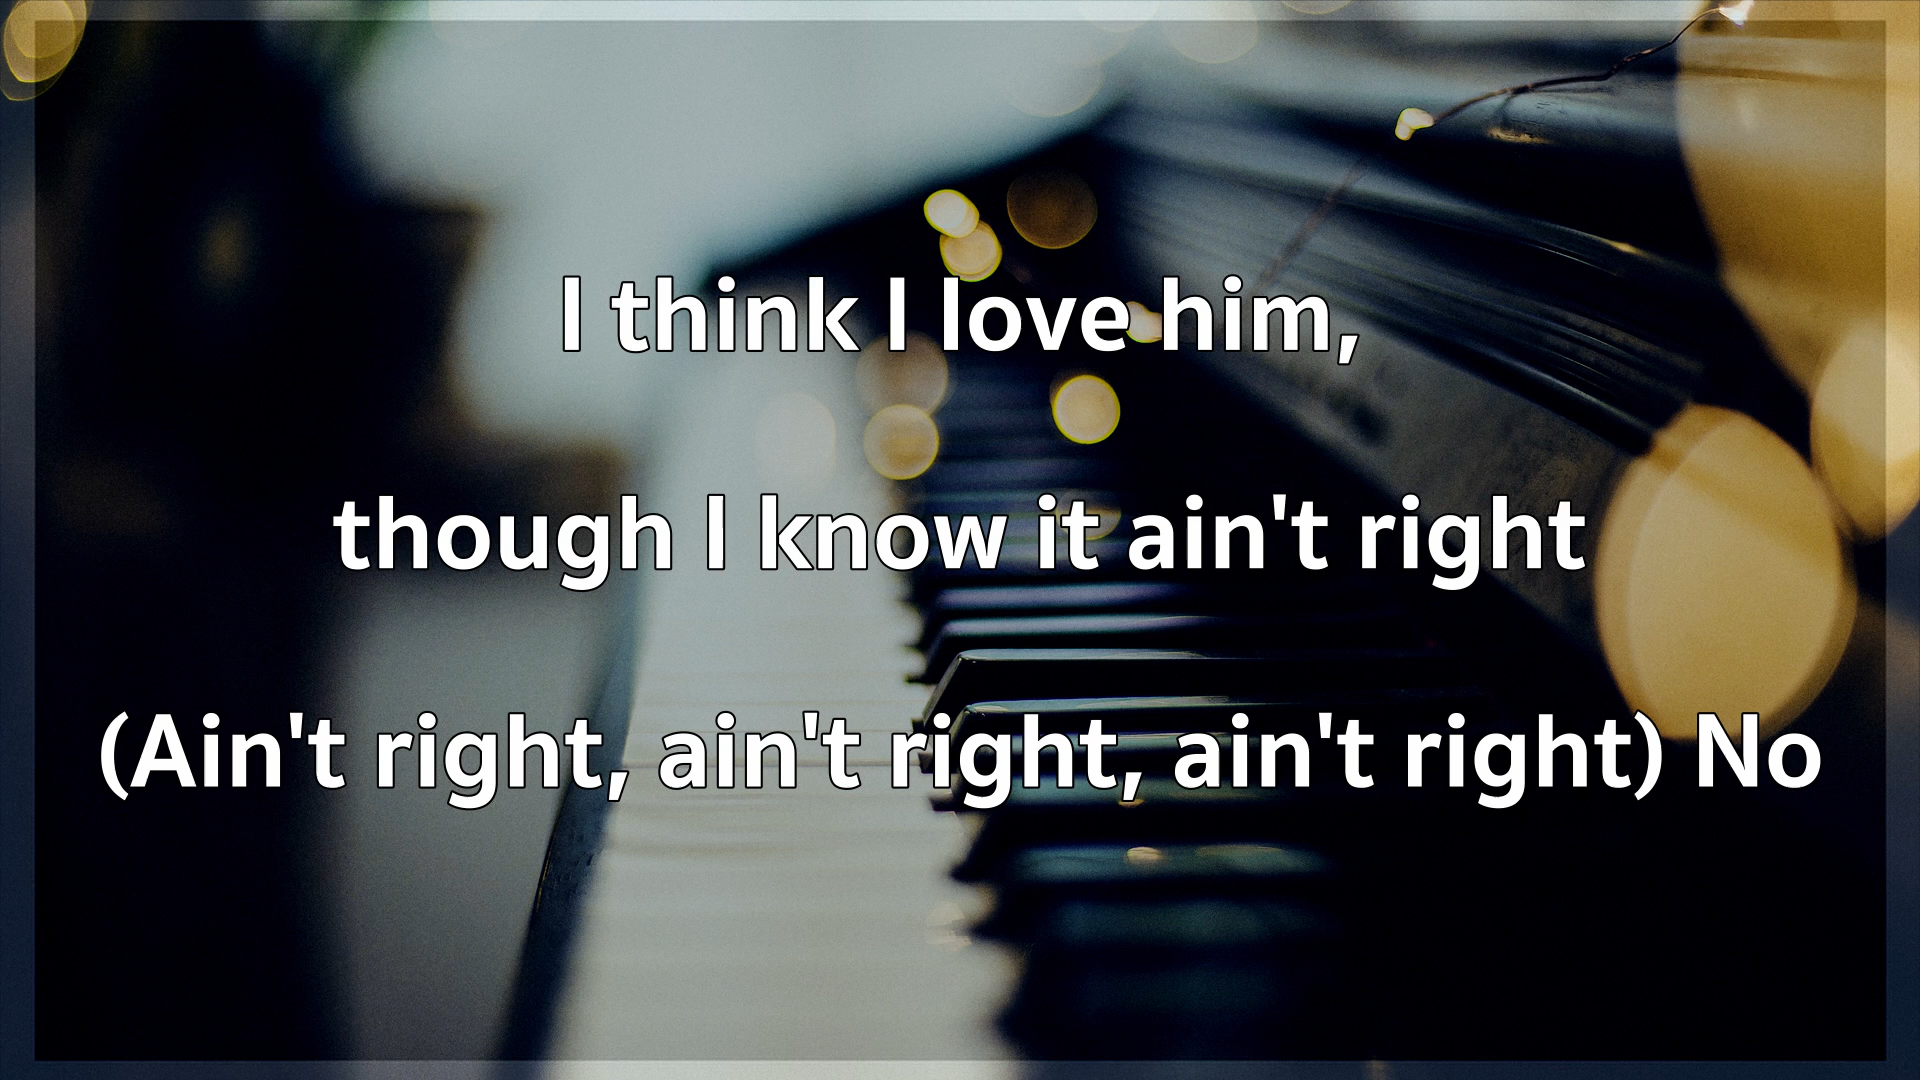 I think I love him,
though I know it ain't right
(Ain't right, ain't right, ain't right) No